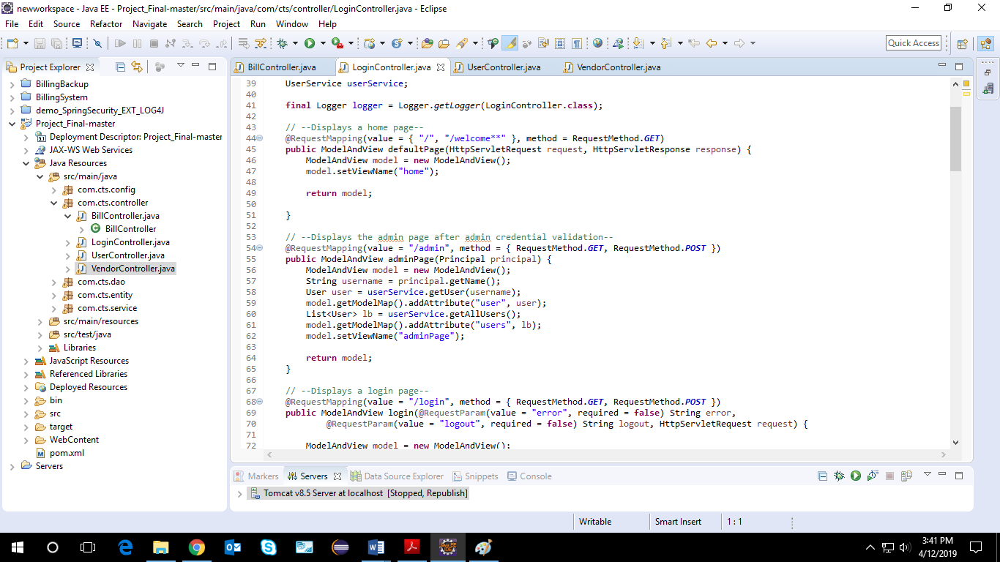 newworkspace - Java EE - Project_Final-master/src/main/java/com/cts/controller/LoginController.java - Eclipse
File Edit Source Refactor Navigate Search Project Run Window Help
Quick Access
Project Explorer
BillingBackup
BillingSystem
demo_SpringSecurity_EXT_LOG4J
Project_Final-master
Deployment Descriptor: Project_Final-master
JAX-WS Web Services
Java Resources
src/main/java
com.cts.config
com.cts.controller
BillController.java
BillController
LoginController.java
UserController.java
VendorController.java
com.cts.dao
com.cts.entity
com.cts.service
src/main/resources
src/test/java
Libraries
JavaScript Resources
Referenced Libraries
Deployed Resources
bin
src
target
WebContent
pom.xml
Servers
BillController.java LoginController.java UserController.java VendorController.java
39 UserService userService;
40
41 final Logger logger = Logger.getLogger(LoginController.class);
42
43 // --Displays a home page--
44 @RequestMapping(value = { "/", "/welcome**" }, method = RequestMethod.GET)
45 public ModelAndView defaultPage(HttpServletRequest request, HttpServletResponse response) {
46 ModelAndView model = new ModelAndView();
47 model.setViewName("home");
48
49 return model;
50
51 }
52
53 // --Displays the admin page after admin credential validation--
54 @RequestMapping(value = "/admin", method = { RequestMethod.GET, RequestMethod.POST })
55 public ModelAndView adminPage(Principal principal) {
56 ModelAndView model = new ModelAndView();
57 String username = principal.getName();
58 User user = userService.getUser(username);
59 model.getModelMap().addAttribute("user", user);
60 List<User> lb = userService.getAllUsers();
61 model.getModelMap().addAttribute("users", lb);
62 model.setViewName("adminPage");
63
64 return model;
65 }
66
67 // --Displays a login page--
68 @RequestMapping(value = "/login", method = { RequestMethod.GET, RequestMethod.POST })
69 public ModelAndView login(@RequestParam(value = "error", required = false) String error,
70 @RequestParam(value = "logout", required = false) String logout, HttpServletRequest request) {
71
72 ModelAndView model = new ModelAndView();
Markers Servers Data Source Explorer Snippets Console
Tomcat v8.5 Server at localhost [Stopped, Republish]
Writable Smart Insert 1 : 1
3:41 PM
4/12/2019